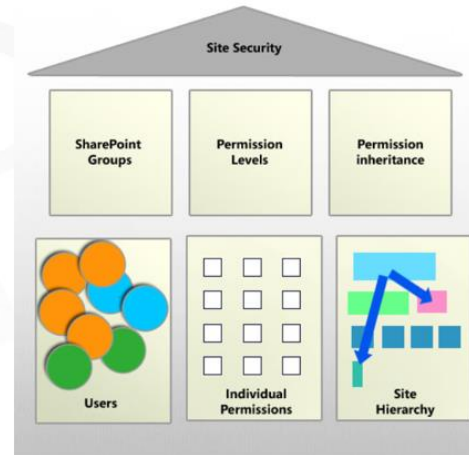 Site Security
SharePoint
Groups
Permission
Levels
Permission
inheritance
Users
Individual
Permissions
Site
Hierarchy